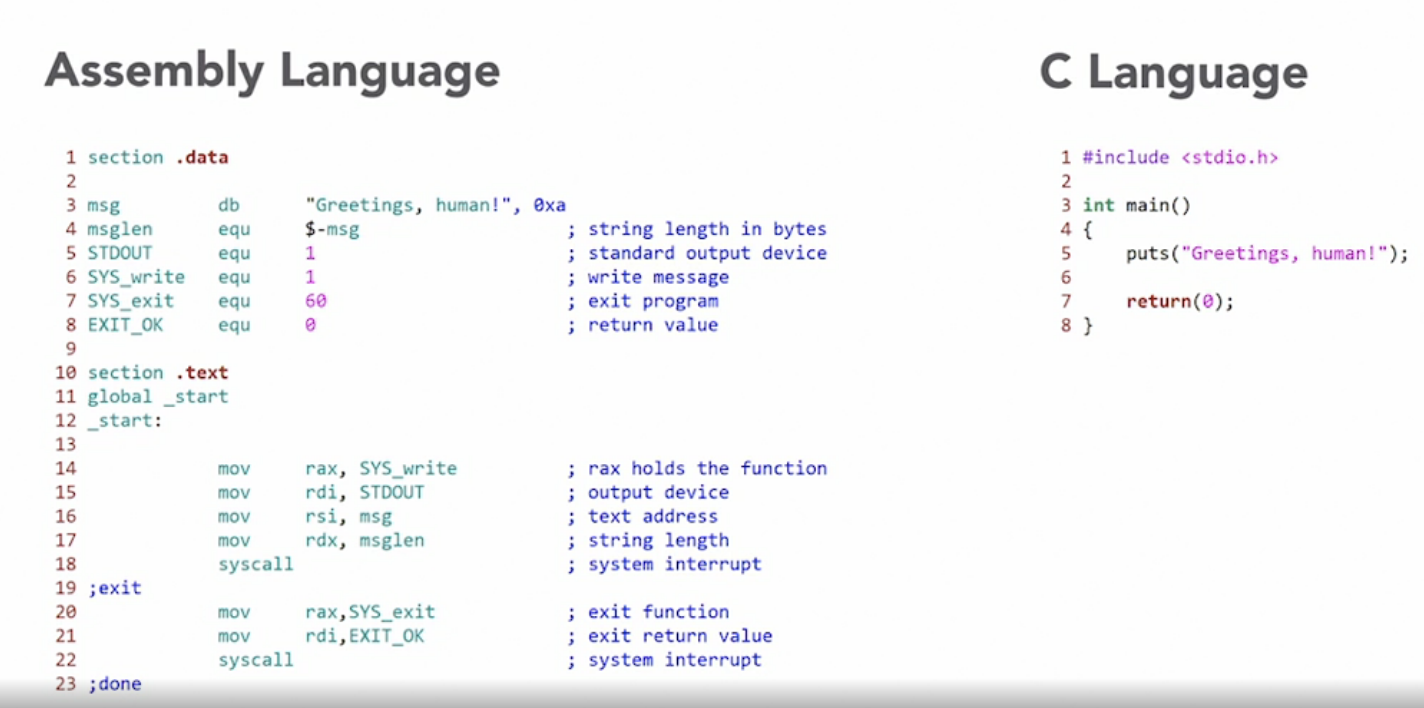 Assembly Language
1 section .data
2
3 msg db "Greetings, human!", 0xa
4 msglen equ $-msg ; string length in bytes
5 STDOUT equ 1 ; standard output device
6 SYS_write equ 1 ; write message
7 SYS_exit equ 60 ; exit program
8 EXIT_OK equ 0 ; return value
9
10 section .text
11 global _start
12 _start:
13
14 mov rax, SYS_write ; rax holds the function
15 mov rdi, STDOUT ; output device
16 mov rsi, msg ; text address
17 mov rdx, msglen ; string length
18 syscall ; system interrupt
19 ;exit
20 mov rax,SYS_exit ; exit function
21 mov rdi,EXIT_OK ; exit return value
22 syscall ; system interrupt
23 ;done
C Language
1 #include <stdio.h>
2
3 int main()
4 {
5 puts("Greetings, human!");
6
7 return(0);
8 }